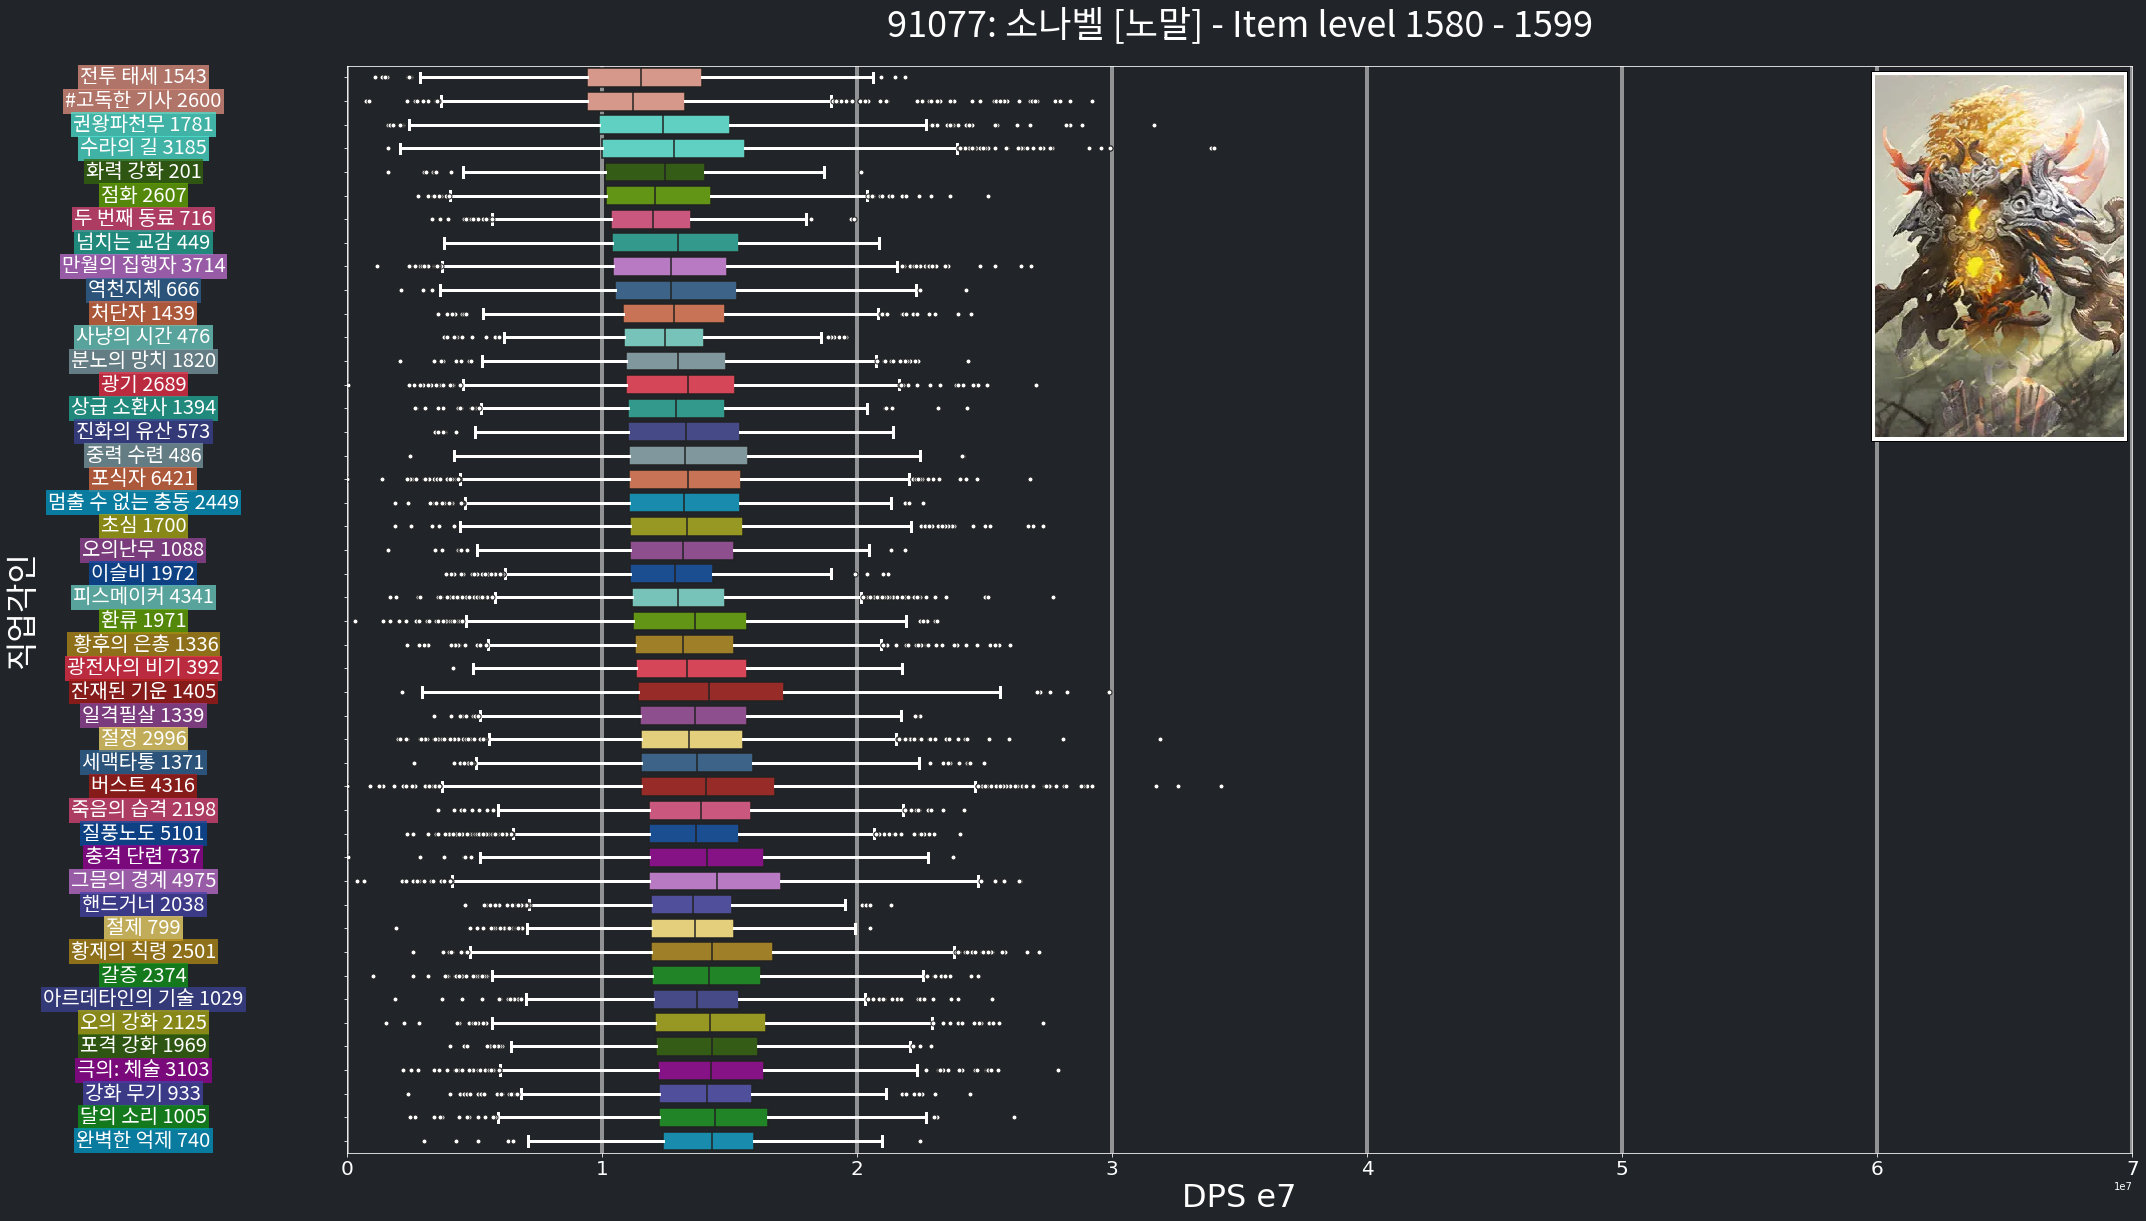 91077: 소나벨 [노말] - Item level 1580 - 1599
전투 태세 1543
#고독한 기사 2600
권왕파천무 1781
수라의 길 3185
화력 강화 201
점화 2607
두 번째 동료 716
넘치는 교감 449
만월의 집행자 3714
역천지체 666
처단자 1439
사냥의 시간 476
분노의 망치 1820
광기 2689
상급 소환사 1394
진화의 유산 573
중력 수련 486
포식자 6421
멈출 수 없는 충동 2449
초심 1700
오의난무 1088
이슬비 1972
피스메이커 4341
환류 1971
황후의 은총 1336
광전사의 비기 392
잔재된 기운 1405
일격필살 1339
절정 2996
세맥타통 1371
버스트 4316
죽음의 습격 2198
질풍노도 5101
충격 단련 737
그믐의 경계 4975
핸드거너 2038
절제 799
황제의 칙령 2501
갈증 2374
아르데타인의 기술 1029
오의 강화 2125
포격 강화 1969
극의: 체술 3103
강화 무기 933
달의 소리 1005
완벽한 억제 740
직업각인
0 1 2 3 4 5 6 7
1e7
DPS e7